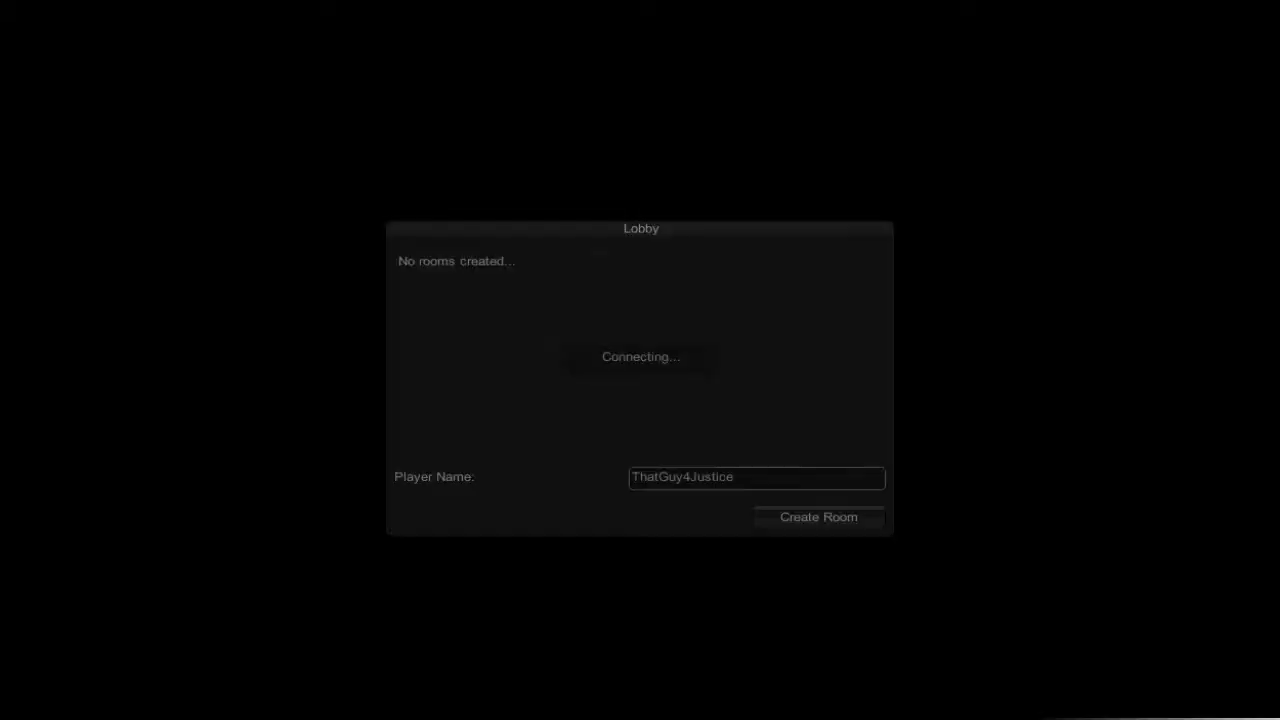 Lobby
No rooms created...
Connecting...
Player Name:
ThatGuy4Justice
Create Room